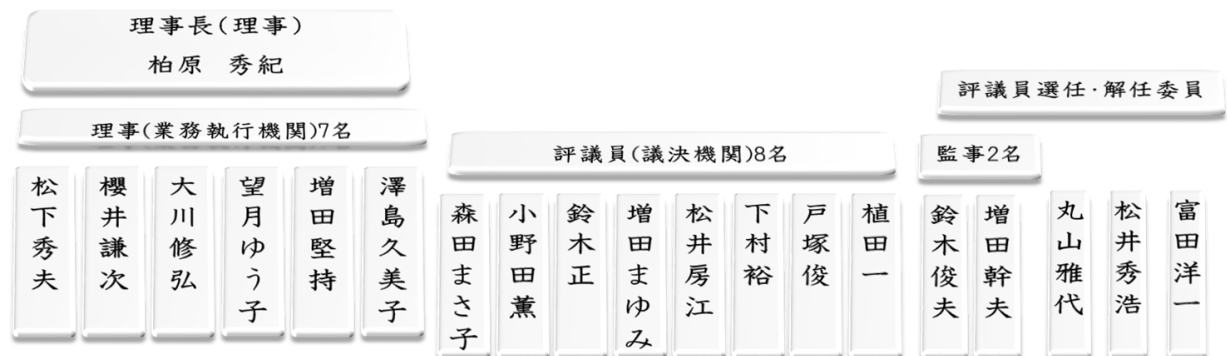 理事長(理事)
柏原 秀紀
理事(業務執行機関)7名
松下秀夫
櫻井謙次
大川修弘
望月ゆう子
増田堅持
澤島久美子
評議員(議決機関)8名
森田まさ子
小野田薫
鈴木正
増田まゆみ
松井房江
下村裕
戸塚俊
植田一
評議員選任·解任委員
監事2名
鈴木俊夫
増田幹夫
丸山雅代
松井秀浩
富田洋一